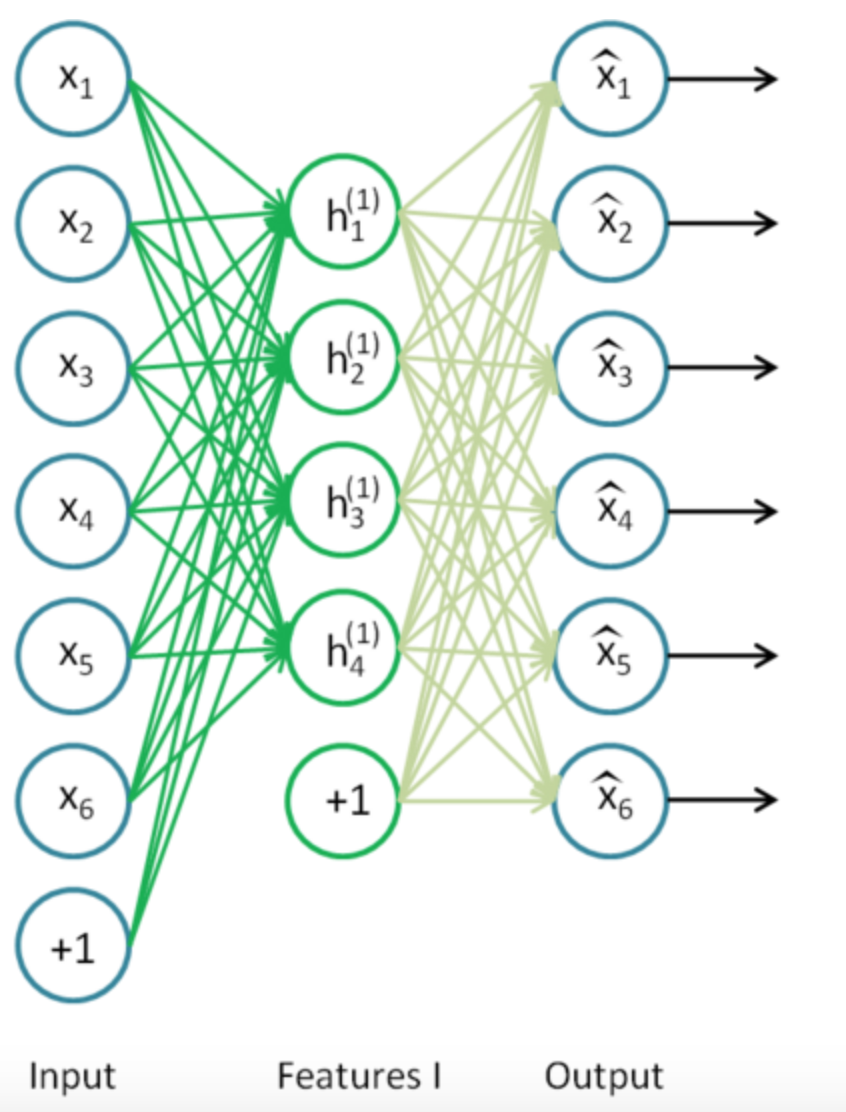 x₁
x₂
x₃
x₄
x₅
x₆
+1
Input
h₁⁽¹⁾
h₂⁽¹⁾
h₃⁽¹⁾
h₄⁽¹⁾
+1
Features I
x̂₁
x̂₂
x̂₃
x̂₄
x̂₅
x̂₆
Output